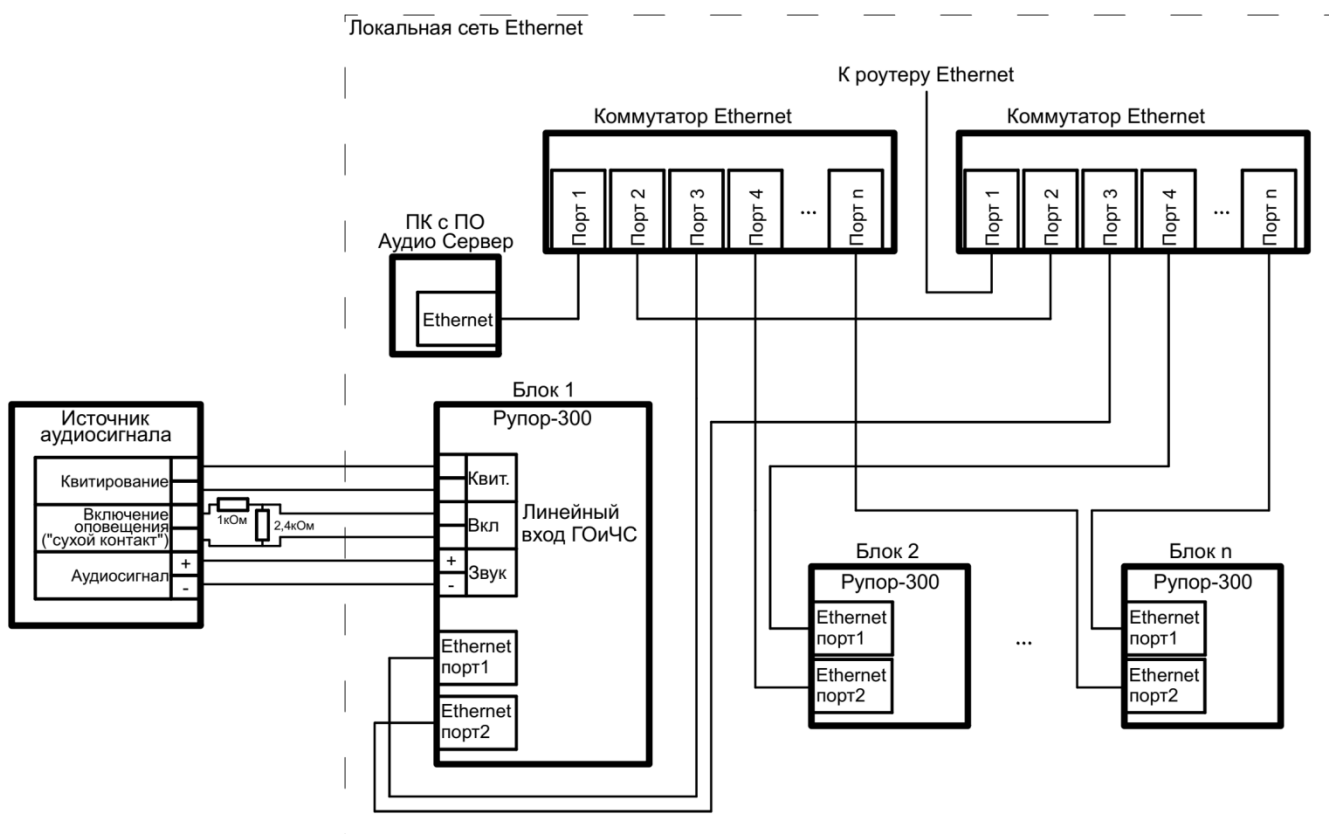 Локальная сеть Ethernet
К роутеру Ethernet
Коммутатор Ethernet
Порт 1
Порт 2
Порт 3
Порт 4
...
Порт n
Коммутатор Ethernet
Порт 1
Порт 2
Порт 3
Порт 4
...
Порт n
ПК с ПО
Аудио Сервер
Ethernet
Источник
аудиосигнала
Квитирование
Включение
оповещения
("сухой контакт")
Аудиосигнал
+
-
1кОм
2,4кОм
Блок 1
Рупор-300
Квит.
Вкл
+
-
Звук
Линейный
вход ГОиЧС
Ethernet
порт1
Ethernet
порт2
Блок 2
Рупор-300
Ethernet
порт1
Ethernet
порт2
...
Блок n
Рупор-300
Ethernet
порт1
Ethernet
порт2